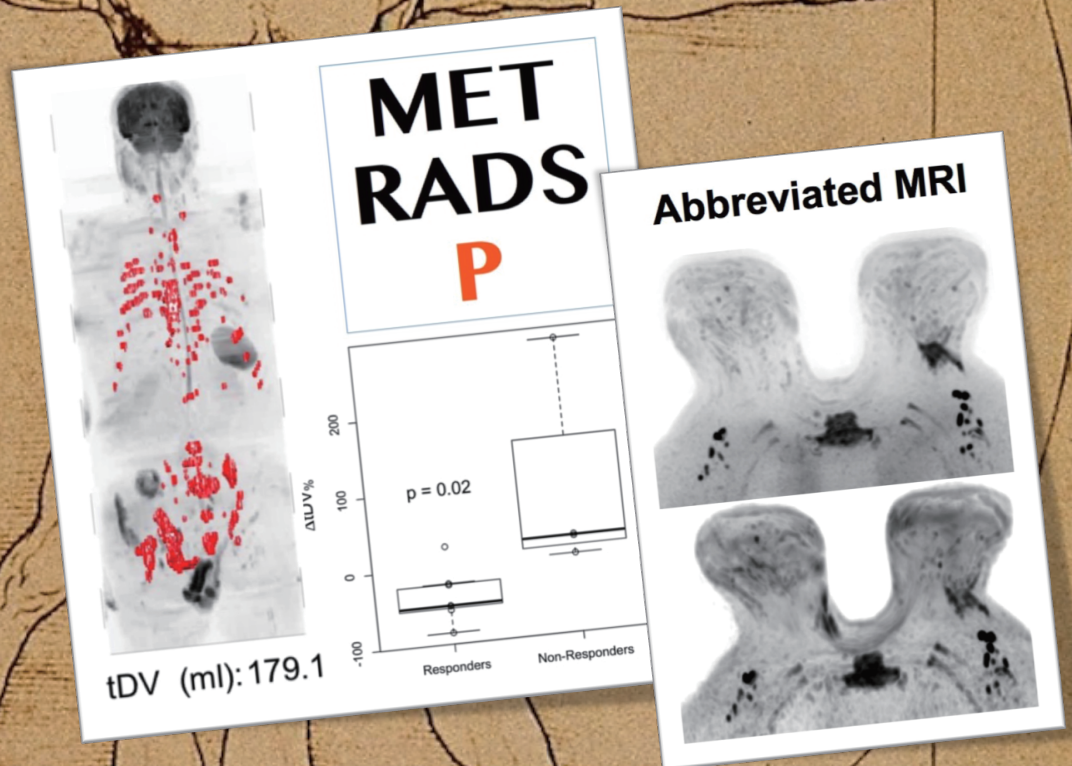 MET
RADS
P
Abbreviated MRI
200
100
0
-100
ΔtDV%
p = 0.02
Responders
Non-Responders
tDV (ml): 179.1